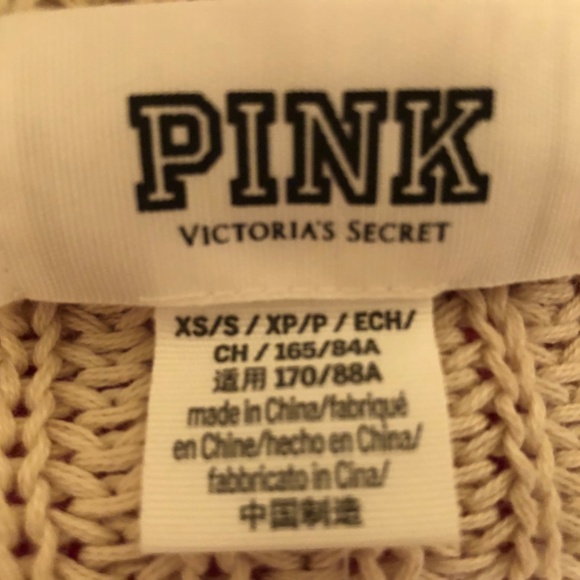 PINK
VICTORIA'S SECRET
XS/S / XP/P / ECH/
CH / 165/84A
适用 170/88A
made in China/fabriqué
en Chine/hecho en China/
fabbricato in Cina/
中国制造